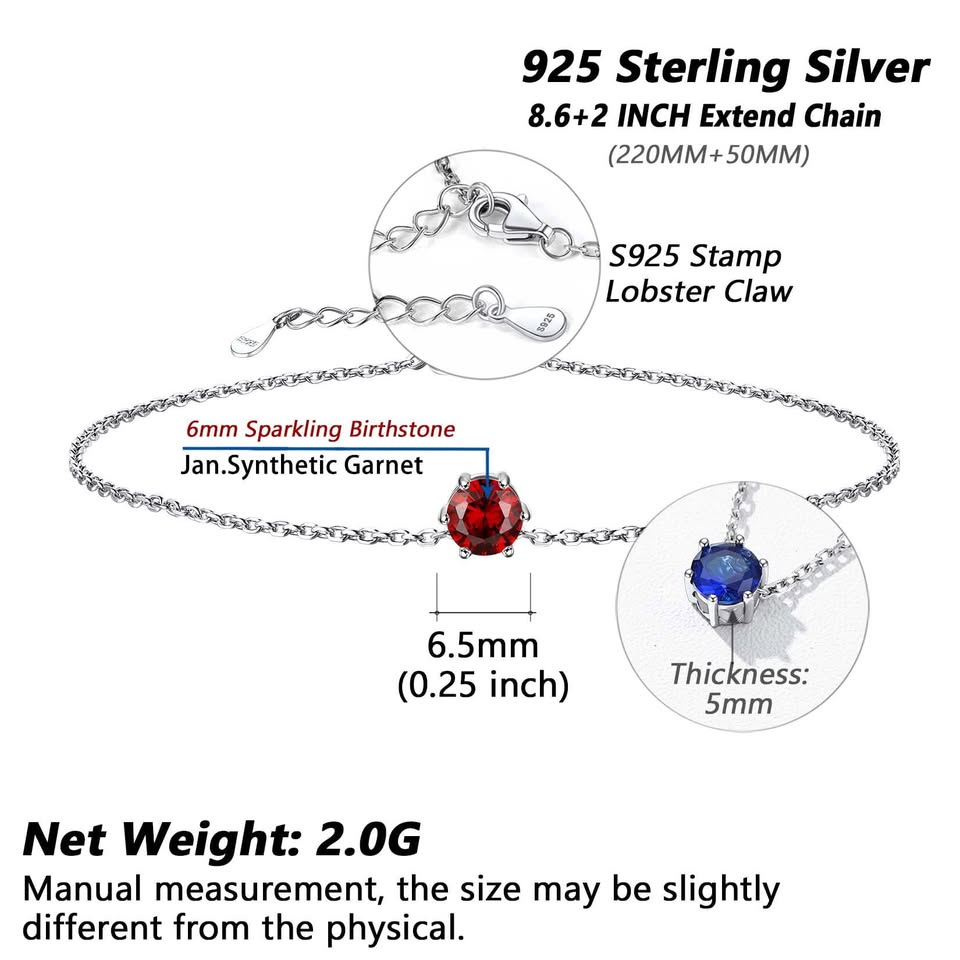 925 Sterling Silver
8.6+2 INCH Extend Chain
(220MM+50MM)
S925 Stamp
Lobster Claw
S925
6mm Sparkling Birthstone
Jan.Synthetic Garnet
6.5mm
(0.25 inch)
Thickness:
5mm
Net Weight: 2.0G
Manual measurement, the size may be slightly
different from the physical.